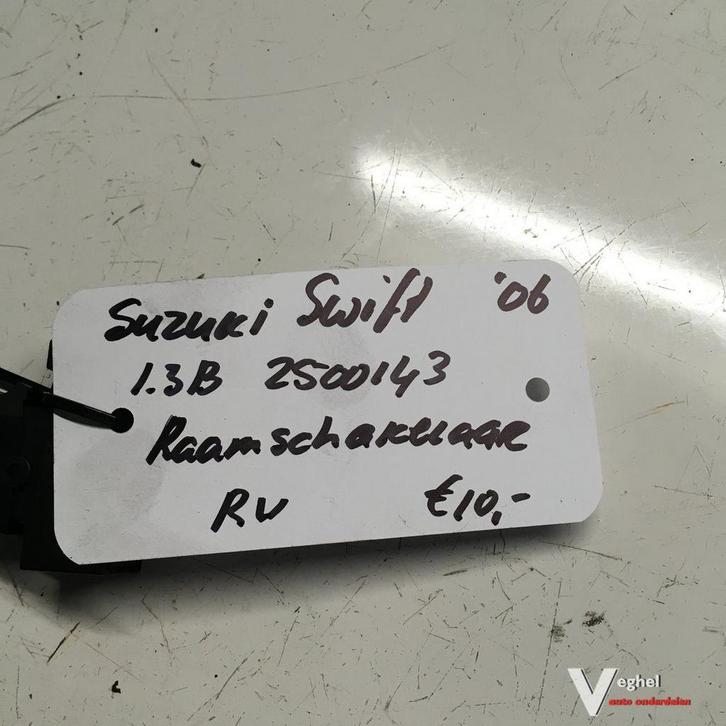 Suzuki Swift '06
1.3B 2500143
Raamschakelaar
RV €10,-
Veghel
auto onderdelen